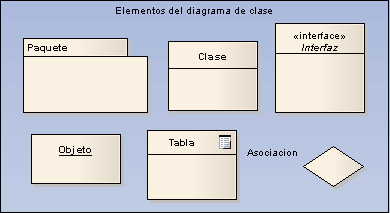 Elementos del diagrama de clase
Paquete
Clase
«interface»
Interfaz
Objeto
Tabla
Asociacion